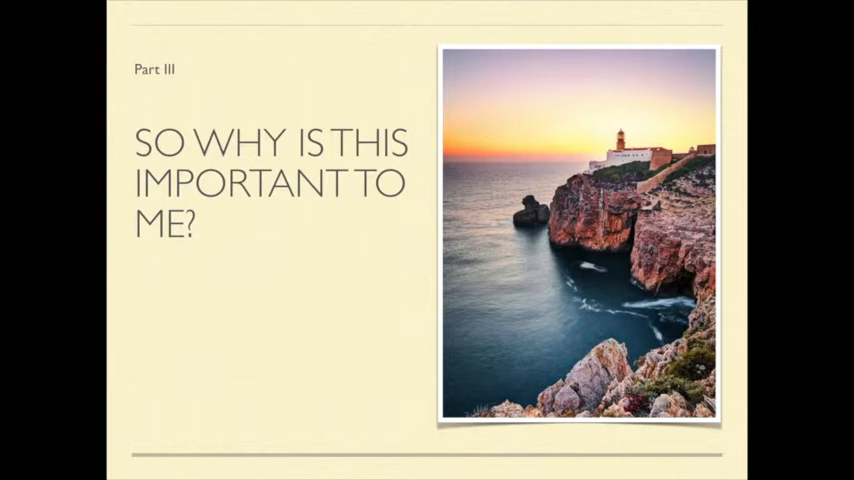 Part III
SO WHY IS THIS
IMPORTANT TO
ME?